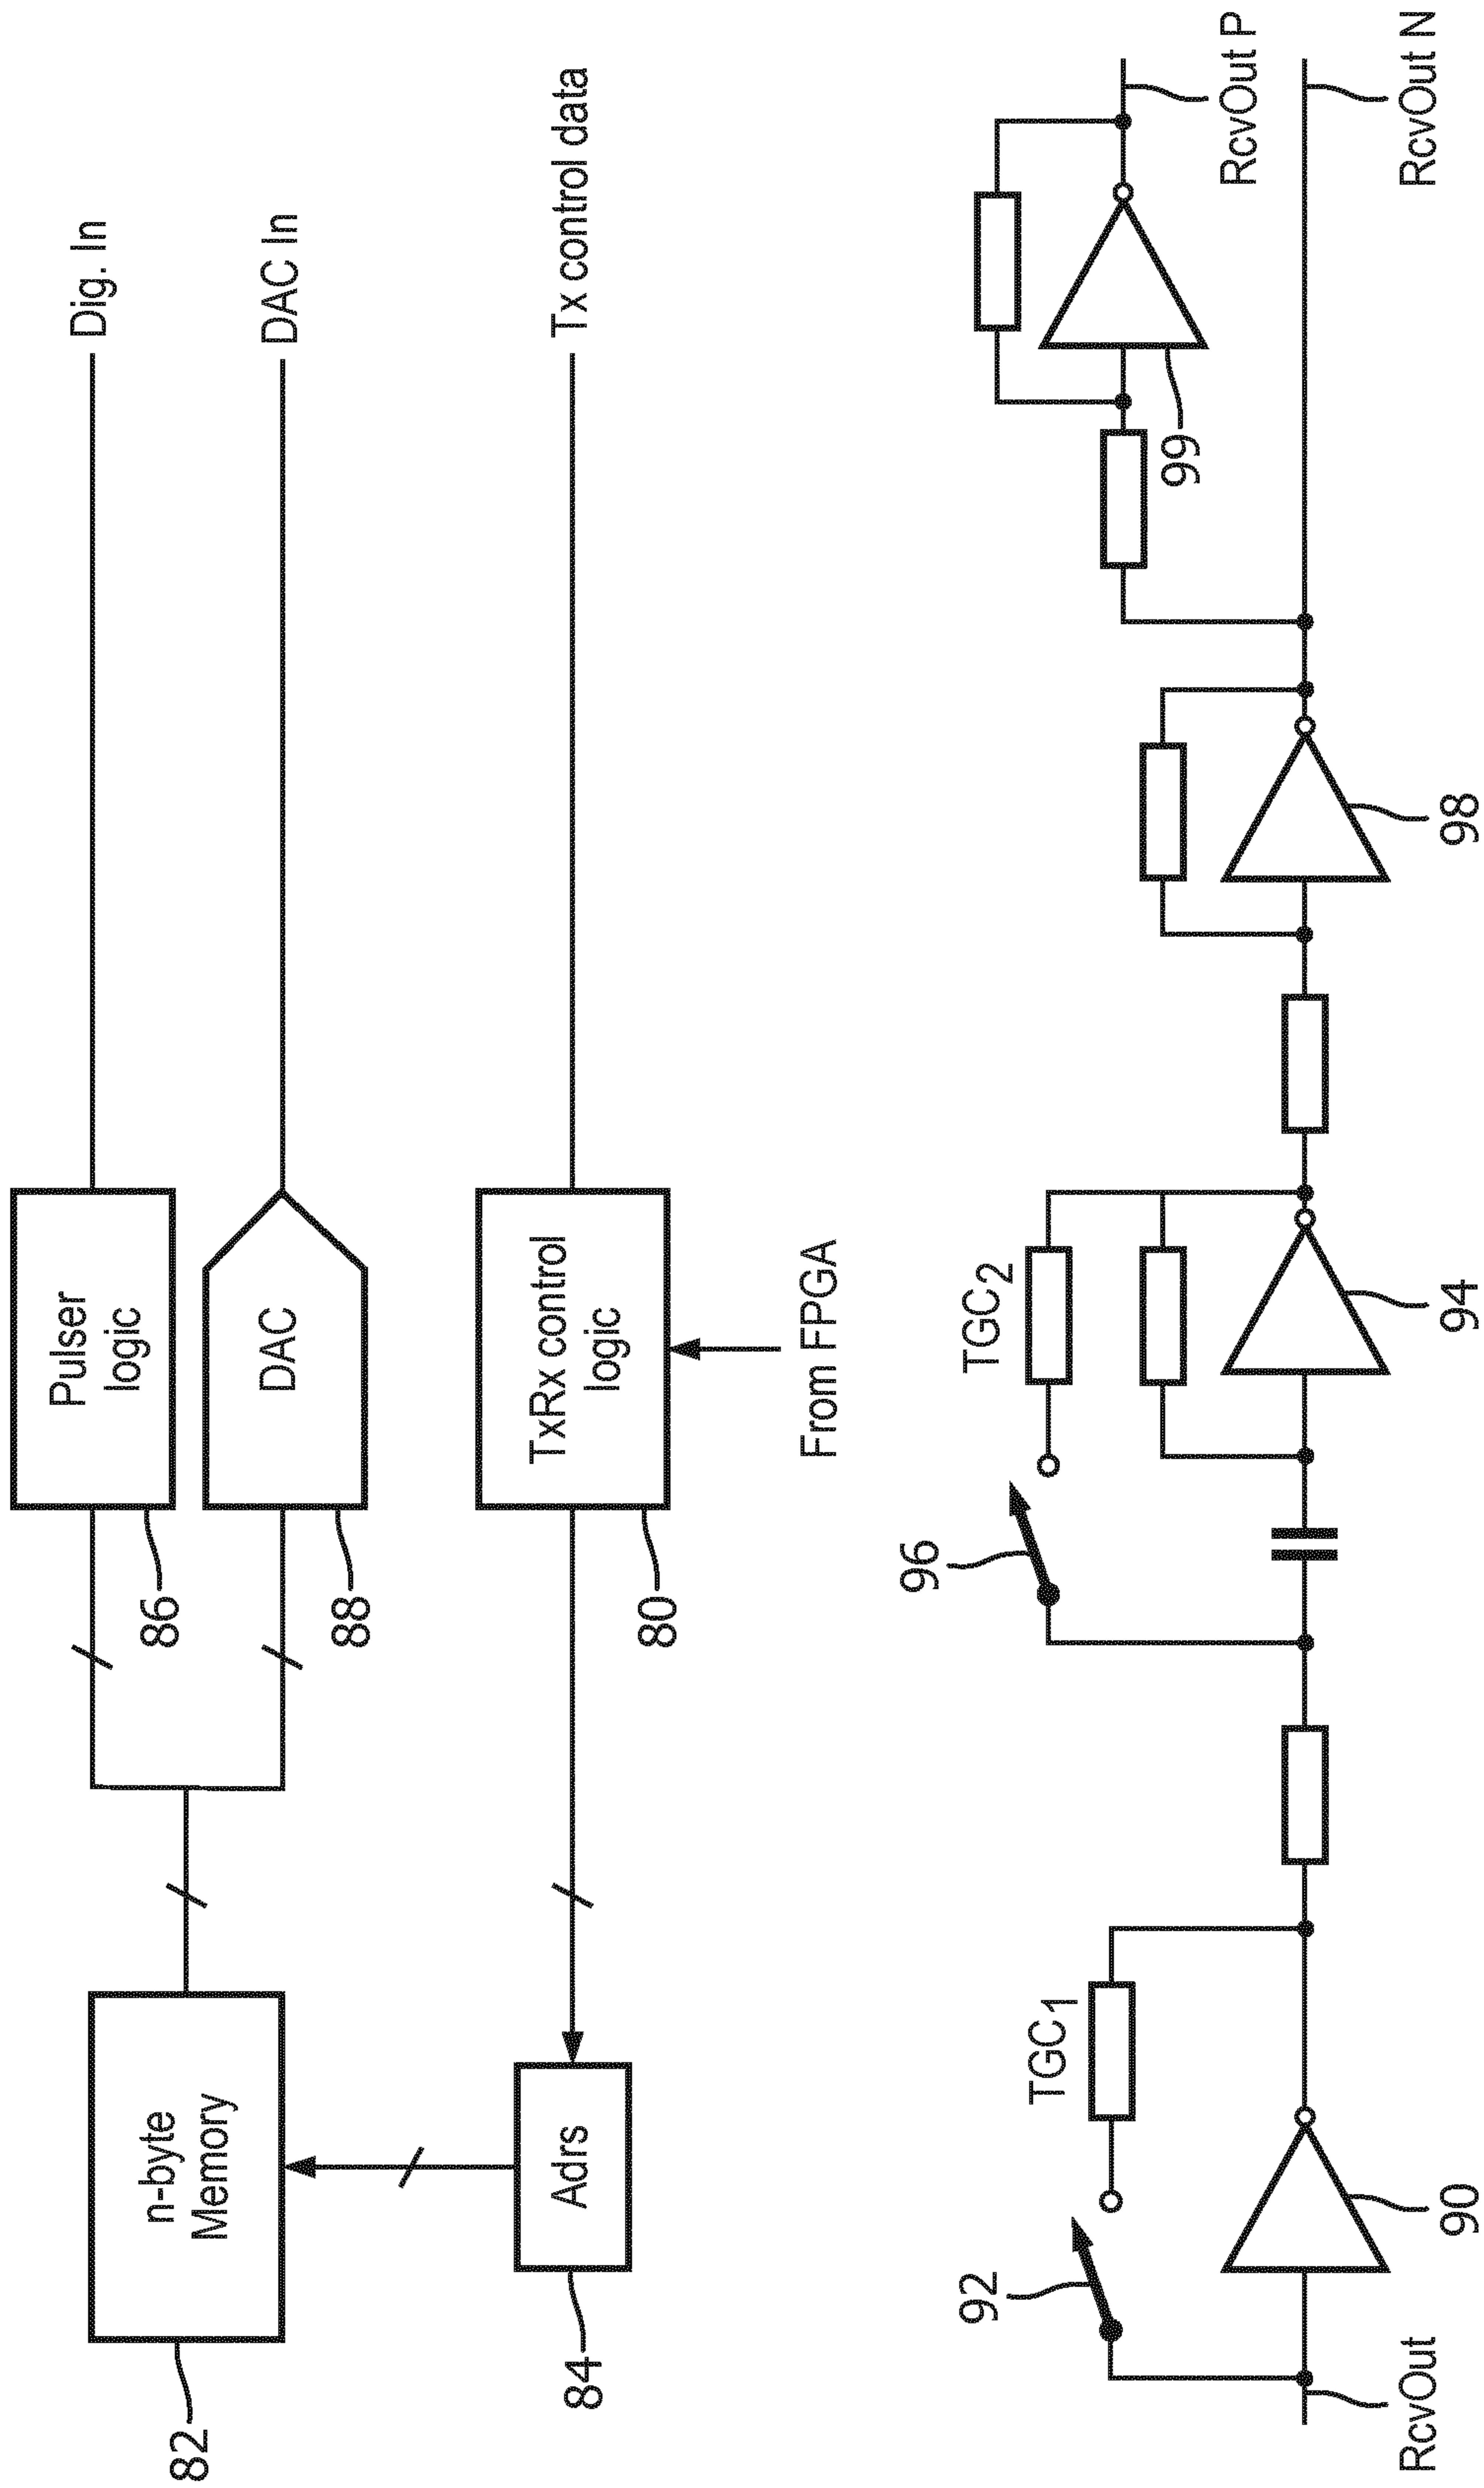 82
n-byte
Memory
86
Pulser
logic
Dig. In
88
DAC
DAC In
84
Adrs
80
TxRx control
logic
Tx control data
From FPGA
RcvOut
92
TGC1
90
96
TGC2
94
98
99
RcvOut P
RcvOut N